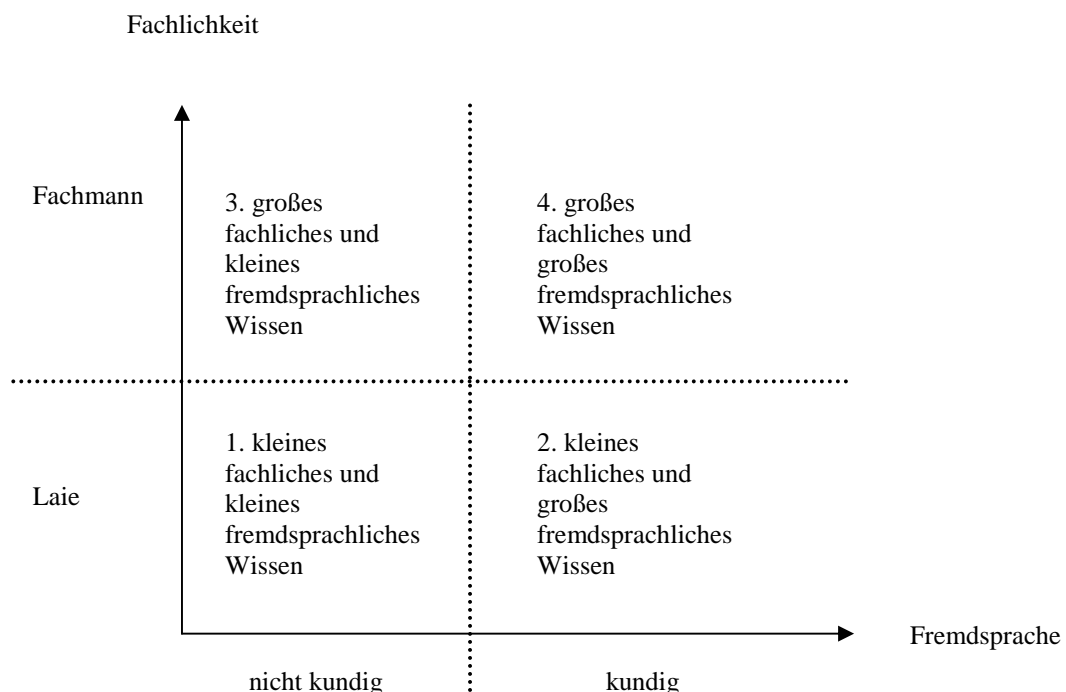 Fachlichkeit
Fachmann
3. großes
fachliches und
kleines
fremdsprachliches
Wissen
4. großes
fachliches und
großes
fremdsprachliches
Wissen
Laie
1. kleines
fachliches und
kleines
fremdsprachliches
Wissen
2. kleines
fachliches und
großes
fremdsprachliches
Wissen
Fremdsprache
nicht kundig
kundig